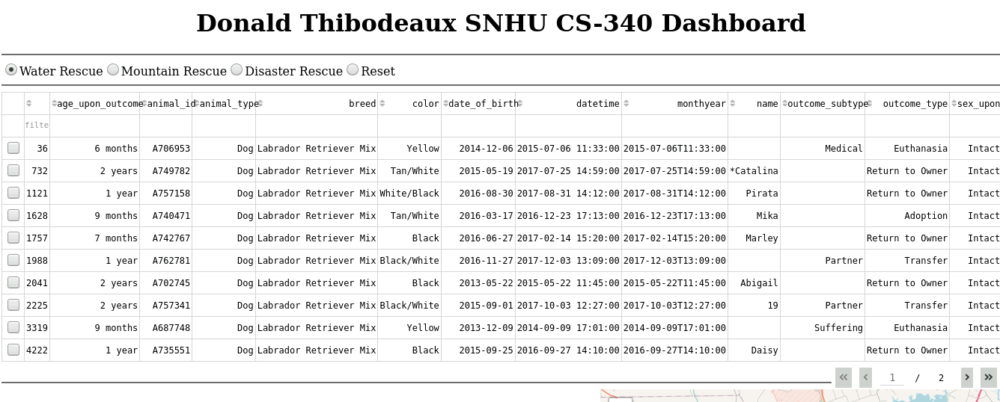 Donald Thibodeaux SNHU CS-340 Dashboard
Water Rescue Mountain Rescue Disaster Rescue Reset
age_upon_outcome animal_id animal_type breed color date_of_birth datetime monthyear name outcome_subtype outcome_type sex_upon
filte
36 6 months A706953 Dog Labrador Retriever Mix Yellow 2014-12-06 2015-07-06 11:33:00 2015-07-06T11:33:00 Medical Euthanasia Intact
732 2 years A749782 Dog Labrador Retriever Mix Tan/White 2015-05-19 2017-07-25 14:59:00 2017-07-25T14:59:00 *Catalina Return to Owner Intact
1121 1 year A757158 Dog Labrador Retriever Mix White/Black 2016-08-30 2017-08-31 14:12:00 2017-08-31T14:12:00 Pirata Return to Owner Intact
1628 9 months A740471 Dog Labrador Retriever Mix Tan/White 2016-03-17 2016-12-23 17:13:00 2016-12-23T17:13:00 Mika Adoption Intact
1757 7 months A742767 Dog Labrador Retriever Mix Black 2016-06-27 2017-02-14 15:20:00 2017-02-14T15:20:00 Marley Return to Owner Intact
1988 1 year A762781 Dog Labrador Retriever Mix Black/White 2016-11-27 2017-12-03 13:09:00 2017-12-03T13:09:00 Partner Transfer Intact
2041 2 years A702745 Dog Labrador Retriever Mix Black 2013-05-22 2015-05-22 11:45:00 2015-05-22T11:45:00 Abigail Return to Owner Intact
2225 2 years A757341 Dog Labrador Retriever Mix Black/White 2015-09-01 2017-10-03 12:27:00 2017-10-03T12:27:00 19 Partner Transfer Intact
3319 9 months A687748 Dog Labrador Retriever Mix Yellow 2013-12-09 2014-09-09 17:01:00 2014-09-09T17:01:00 Suffering Euthanasia Intact
4222 1 year A735551 Dog Labrador Retriever Mix Black 2015-09-25 2016-09-27 14:10:00 2016-09-27T14:10:00 Daisy Return to Owner Intact
1 / 2